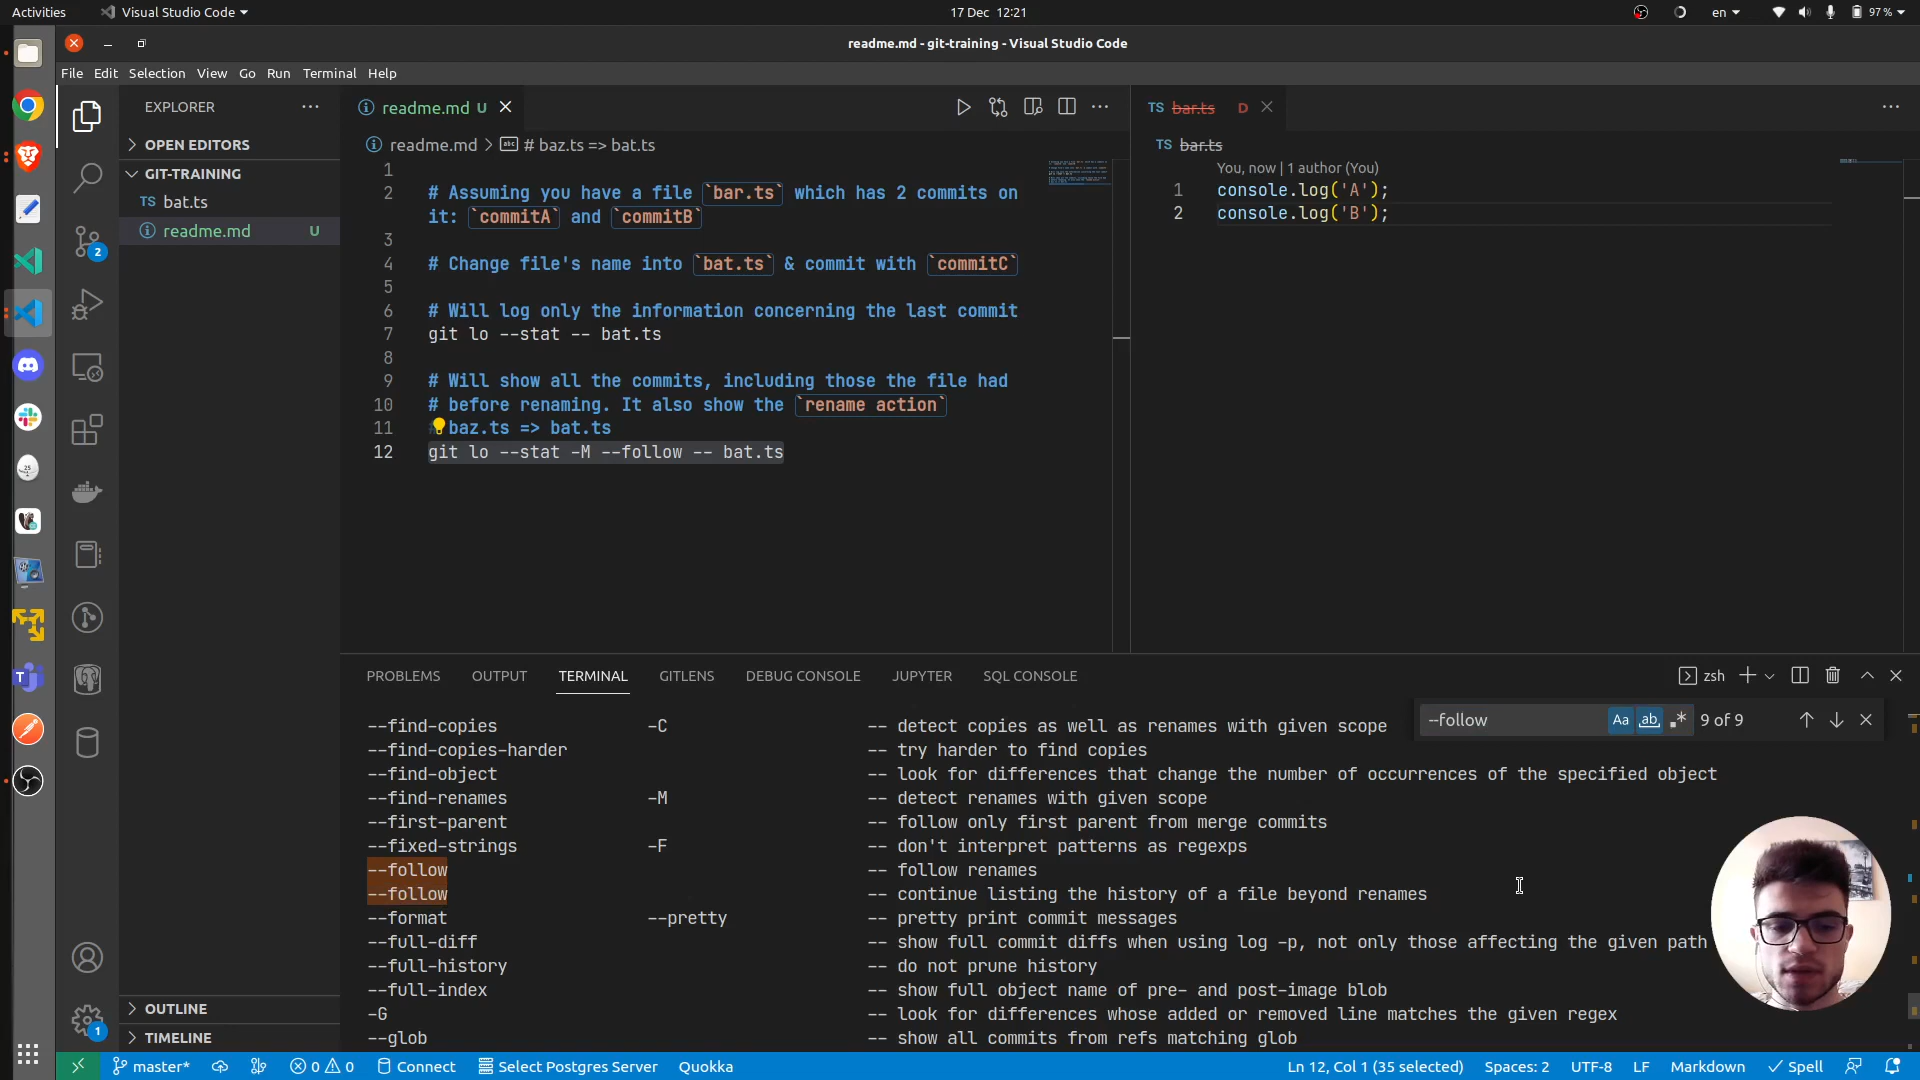 Activities
Visual Studio Code
17 Dec 12:21
en
97 %
readme.md - git-training - Visual Studio Code
File Edit Selection View Go Run Terminal Help
EXPLORER
OPEN EDITORS
GIT-TRAINING
TS bat.ts
readme.md U
OUTLINE
TIMELINE
2
1
25
readme.md U
readme.md > # baz.ts => bat.ts
1
2 # Assuming you have a file `bar.ts` which has 2 commits on
it: `commitA` and `commitB`
3
4 # Change file's name into `bat.ts` & commit with `commitC`
5
6 # Will log only the information concerning the last commit
7 git lo --stat -- bat.ts
8
9 # Will show all the commits, including those the file had
10 # before renaming. It also show the `rename action`
11 # baz.ts => bat.ts
12 git lo --stat -M --follow -- bat.ts
TS bar.ts D
TS bar.ts
You, now | 1 author (You)
1 console.log('A');
2 console.log('B');
PROBLEMS OUTPUT TERMINAL GITLENS DEBUG CONSOLE JUPYTER SQL CONSOLE
zsh
--follow Aa ab 9 of 9
--find-copies -C -- detect copies as well as renames with given scope
--find-copies-harder -- try harder to find copies
--find-object -- look for differences that change the number of occurrences of the specified object
--find-renames -M -- detect renames with given scope
--first-parent -- follow only first parent from merge commits
--fixed-strings -F -- don't interpret patterns as regexps
--follow -- follow renames
--follow -- continue listing the history of a file beyond renames
--format --pretty -- pretty print commit messages
--full-diff -- show full commit diffs when using log -p, not only those affecting the given path
--full-history -- do not prune history
--full-index -- show full object name of pre- and post-image blob
-G -- look for differences whose added or removed line matches the given regex
--glob -- show all commits from refs matching glob
master* 0 0 Connect Select Postgres Server Quokka Ln 12, Col 1 (35 selected) Spaces: 2 UTF-8 LF Markdown Spell